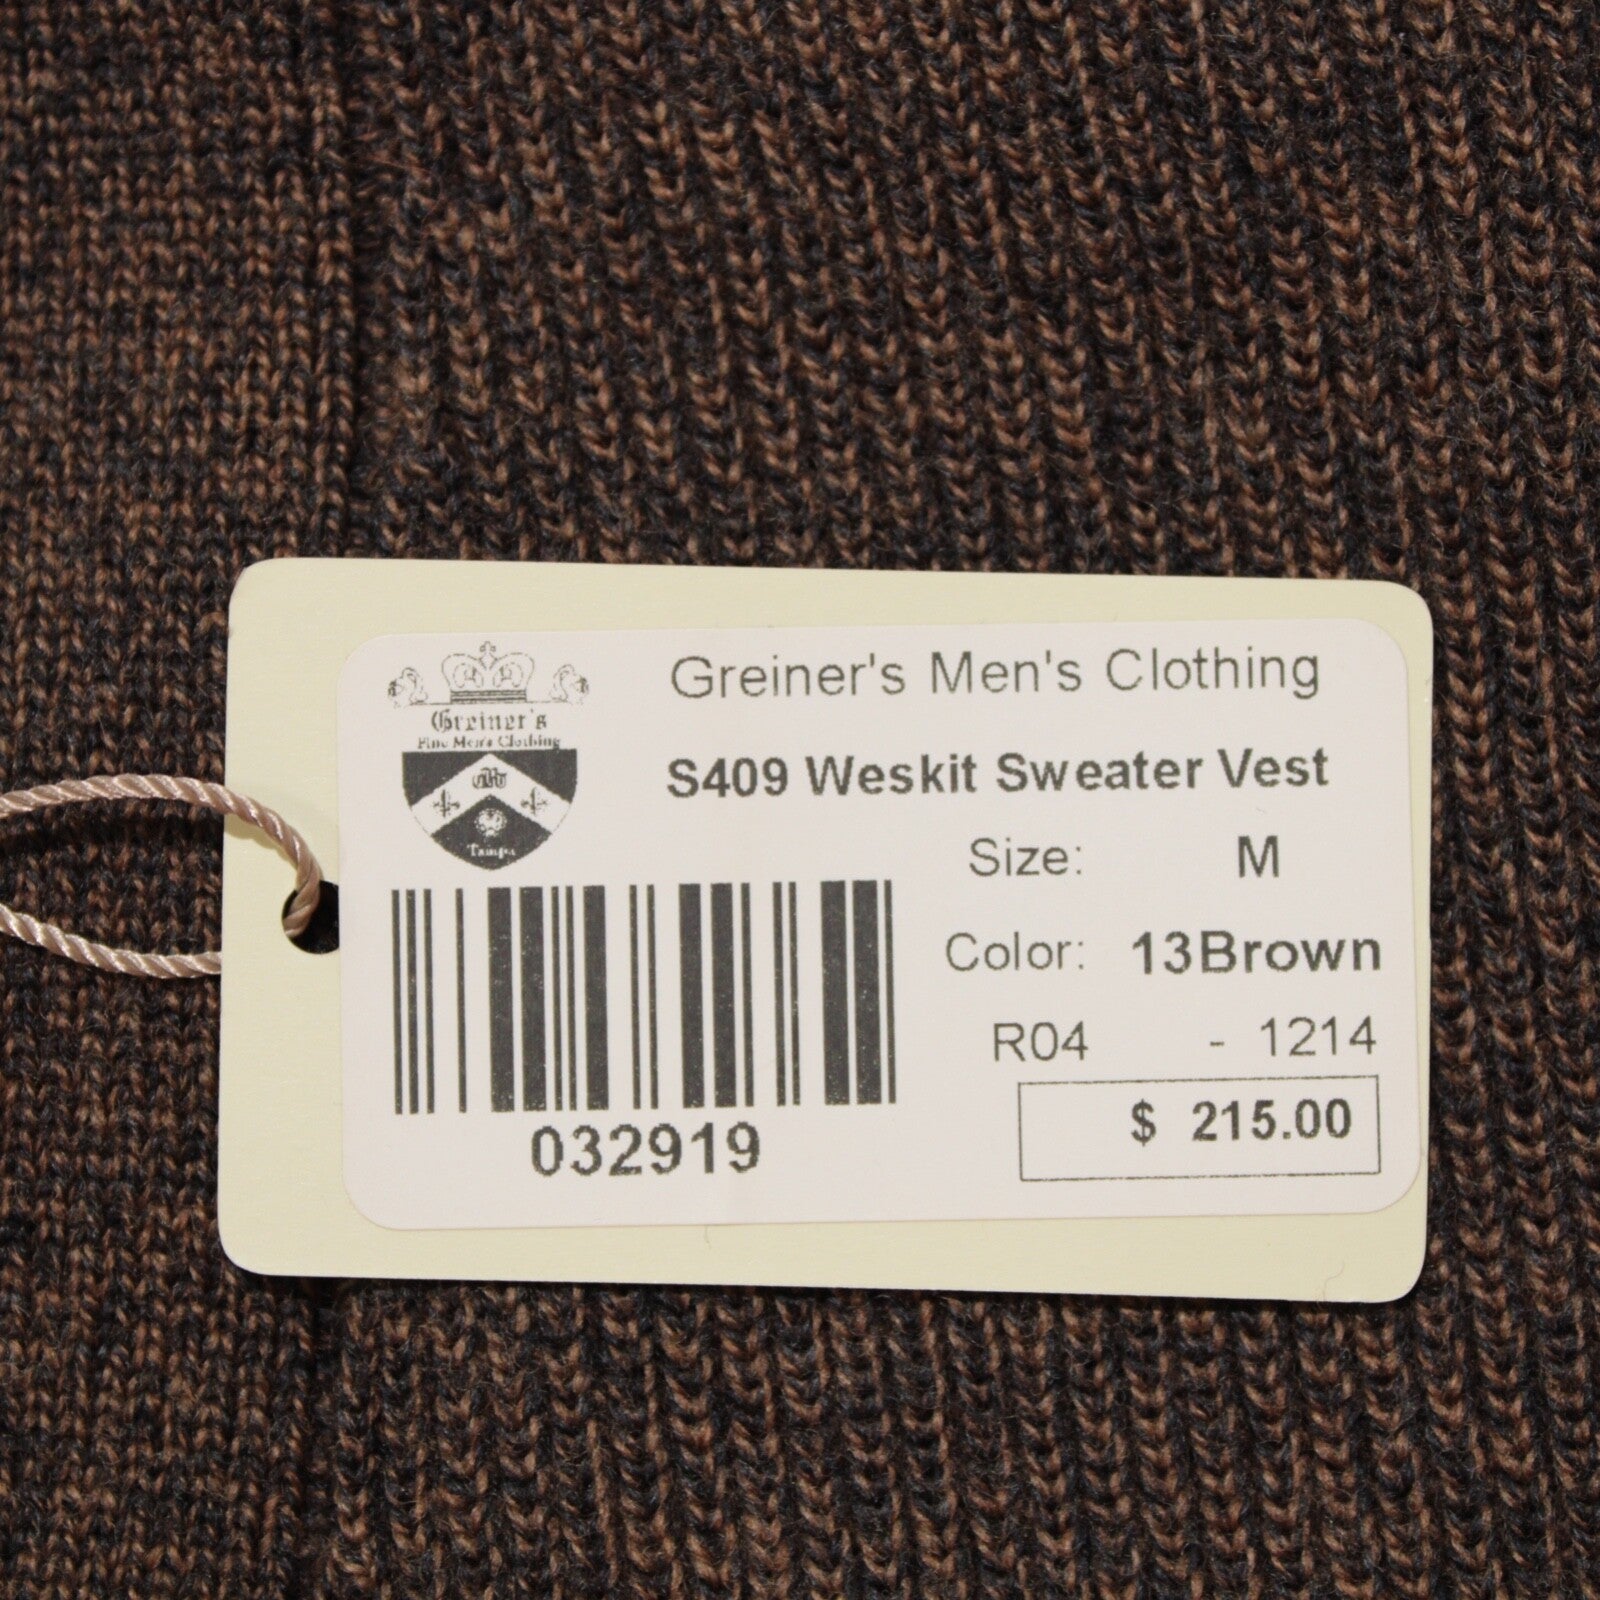 Greiner's
Fine Men's Clothing
Tampa
Greiner's Men's Clothing
S409 Weskit Sweater Vest
Size: M
Color: 13Brown
R04 - 1214
$ 215.00
032919